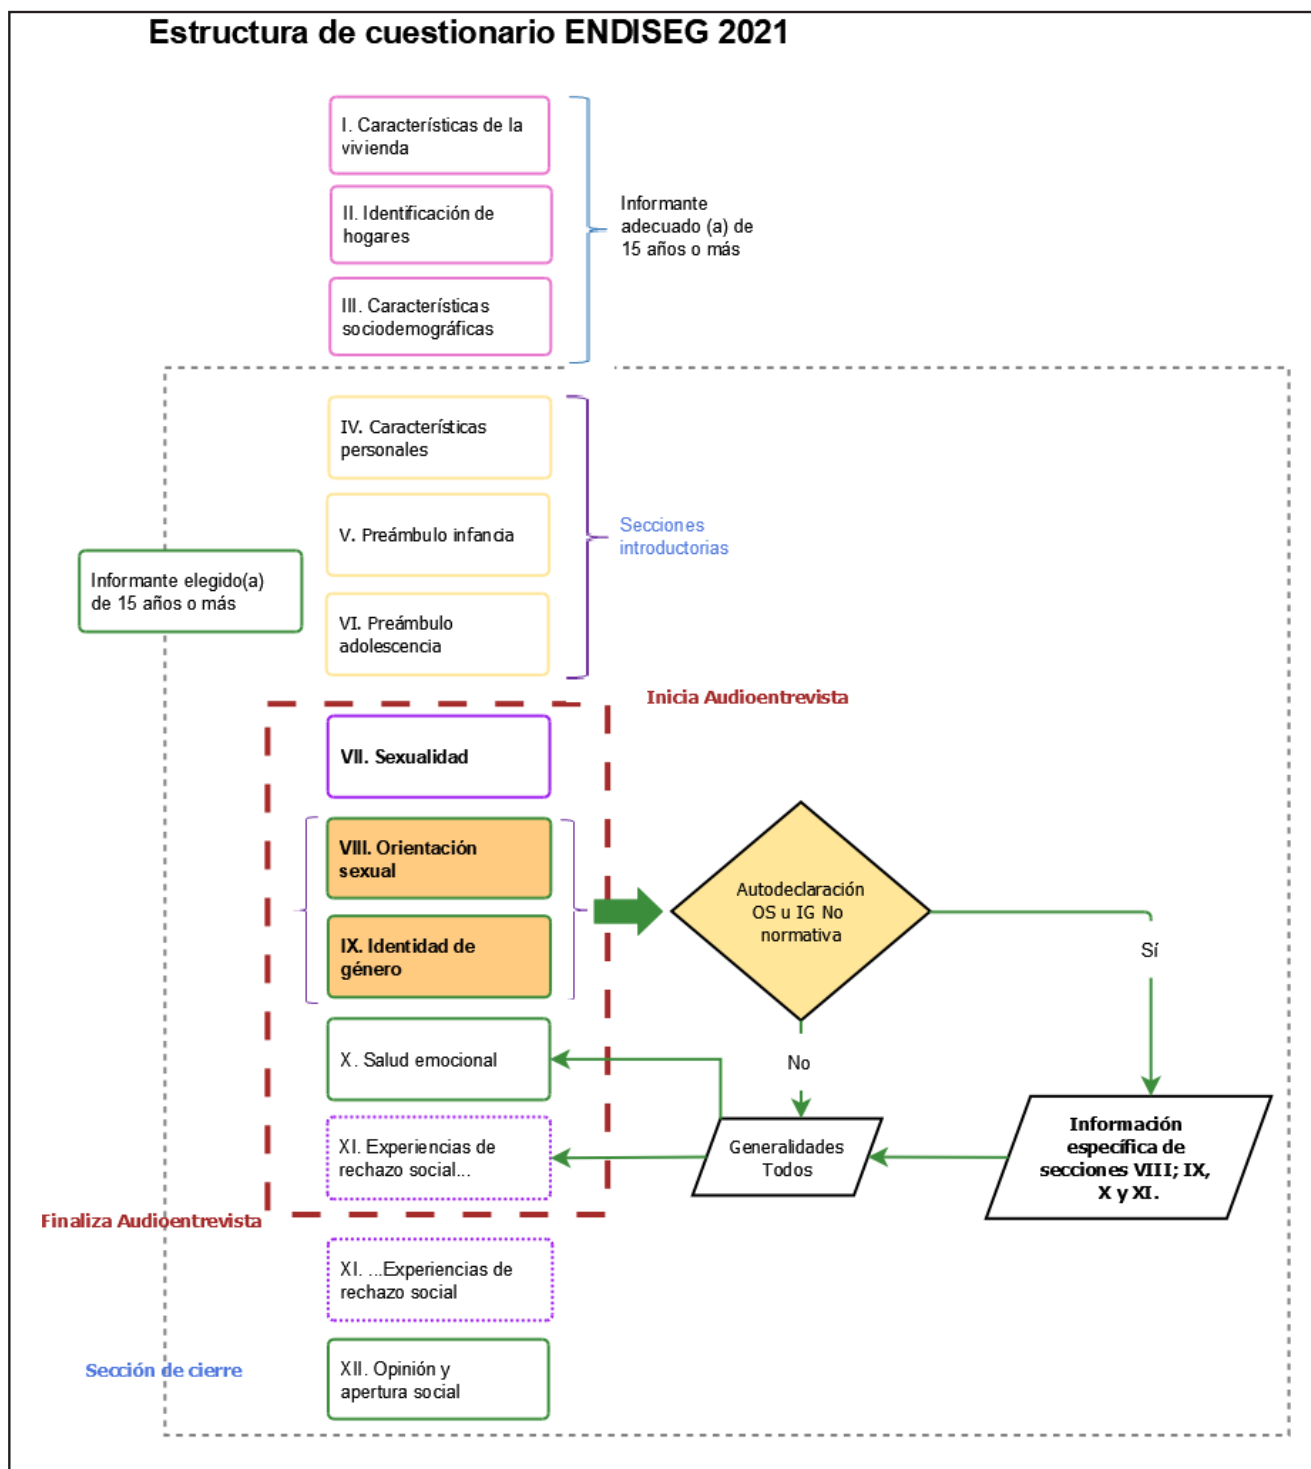 Estructura de cuestionario ENDISEG 2021
I. Características de la
vivienda
II. Identificación de
hogares
III. Características
sociodemográficas
Informante
adecuado (a) de
15 años o más
IV. Características
personales
V. Preámbulo infancia
VI. Preámbulo
adolescencia
Secciones
introductorias
Informante elegido(a)
de 15 años o más
Inicia Audioentrevista
VII. Sexualidad
VIII. Orientación
sexual
IX. Identidad de
género
Autodeclaración
OS u IG No
normativa
Sí
No
X. Salud emocional
XI. Experiencias de
rechazo social...
Generalidades
Todos
Información
específica de
secciones VIII; IX,
X y XI.
Finaliza Audioentrevista
XI. ...Experiencias de
rechazo social
Sección de cierre
XII. Opinión y
apertura social